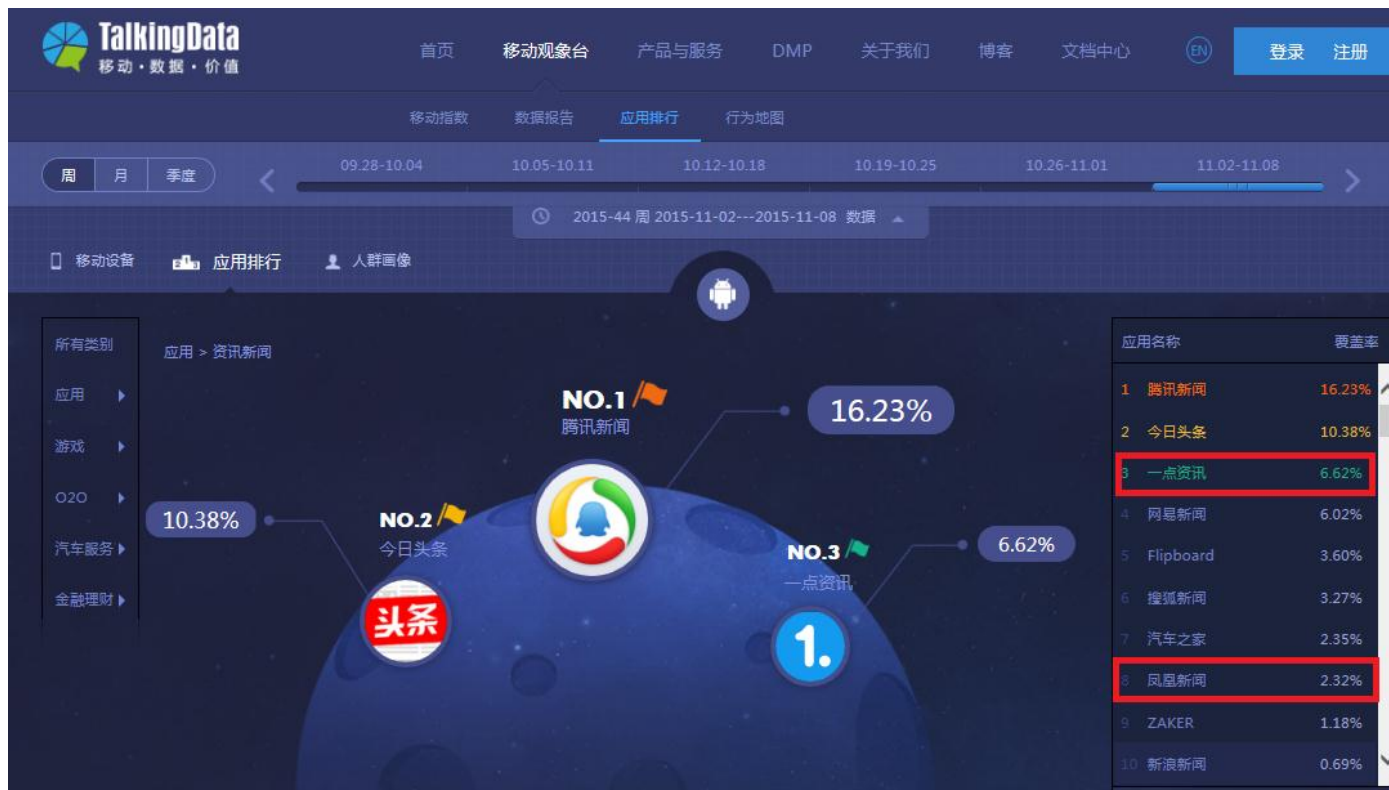 TalkingData
移动·数据·价值
首页 移动观象台 产品与服务 DMP 关于我们 博客 文档中心 EN 登录 注册
移动指数 数据报告 应用排行 行为地图
周 月 季度 09.28-10.04 10.05-10.11 10.12-10.18 10.19-10.25 10.26-11.01 11.02-11.08
2015-44 周 2015-11-02---2015-11-08 数据
移动设备 应用排行 人群画像
所有类别
应用
游戏
O2O
汽车服务
金融理财
应用 > 资讯新闻
NO.1
腾讯新闻
16.23%
10.38%
NO.2
今日头条
头条
NO.3
一点资讯
6.62%
1.
应用名称 覆盖率
1 腾讯新闻 16.23%
2 今日头条 10.38%
3 一点资讯 6.62%
4 网易新闻 6.02%
5 Flipboard 3.60%
6 搜狐新闻 3.27%
7 汽车之家 2.35%
8 凤凰新闻 2.32%
9 ZAKER 1.18%
10 新浪新闻 0.69%